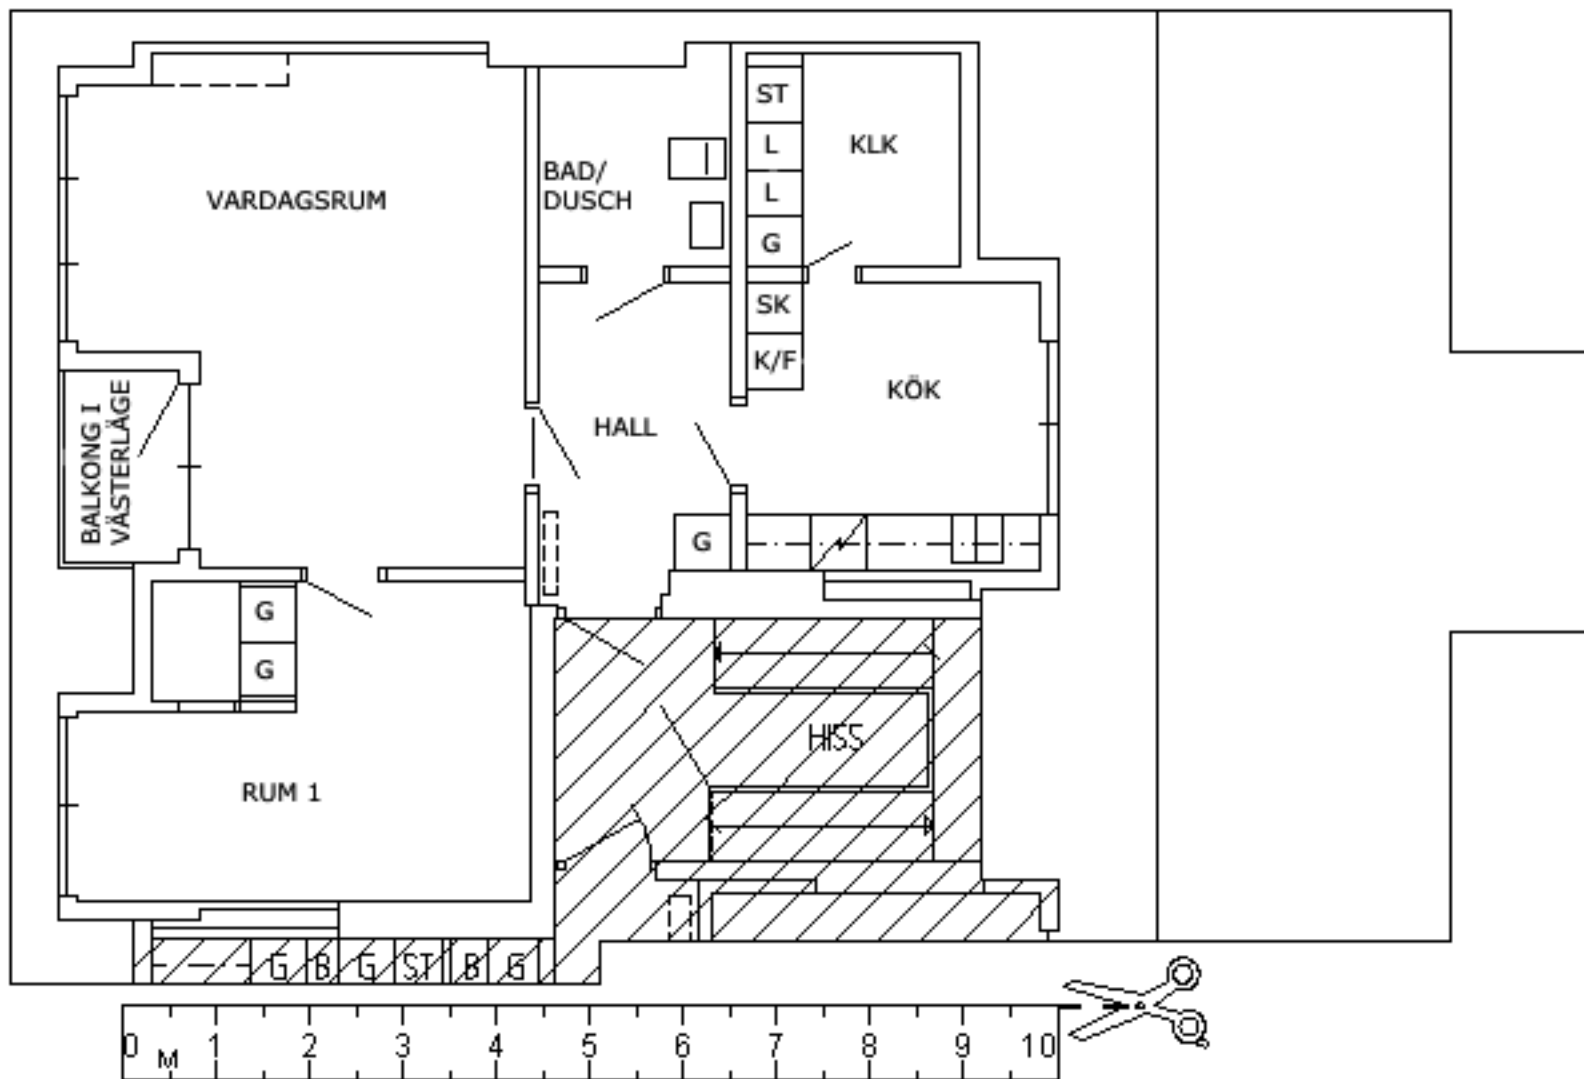 ST
L
KLK
BAD/
DUSCH
VARDAGSRUM
L
G
SK
K/F
KÖK
BALKONG I
VÄSTERLÄGE
HALL
G
G
G
HISS
RUM 1
G
B
G
ST
B
G
0 M 1 2 3 4 5 6 7 8 9 10